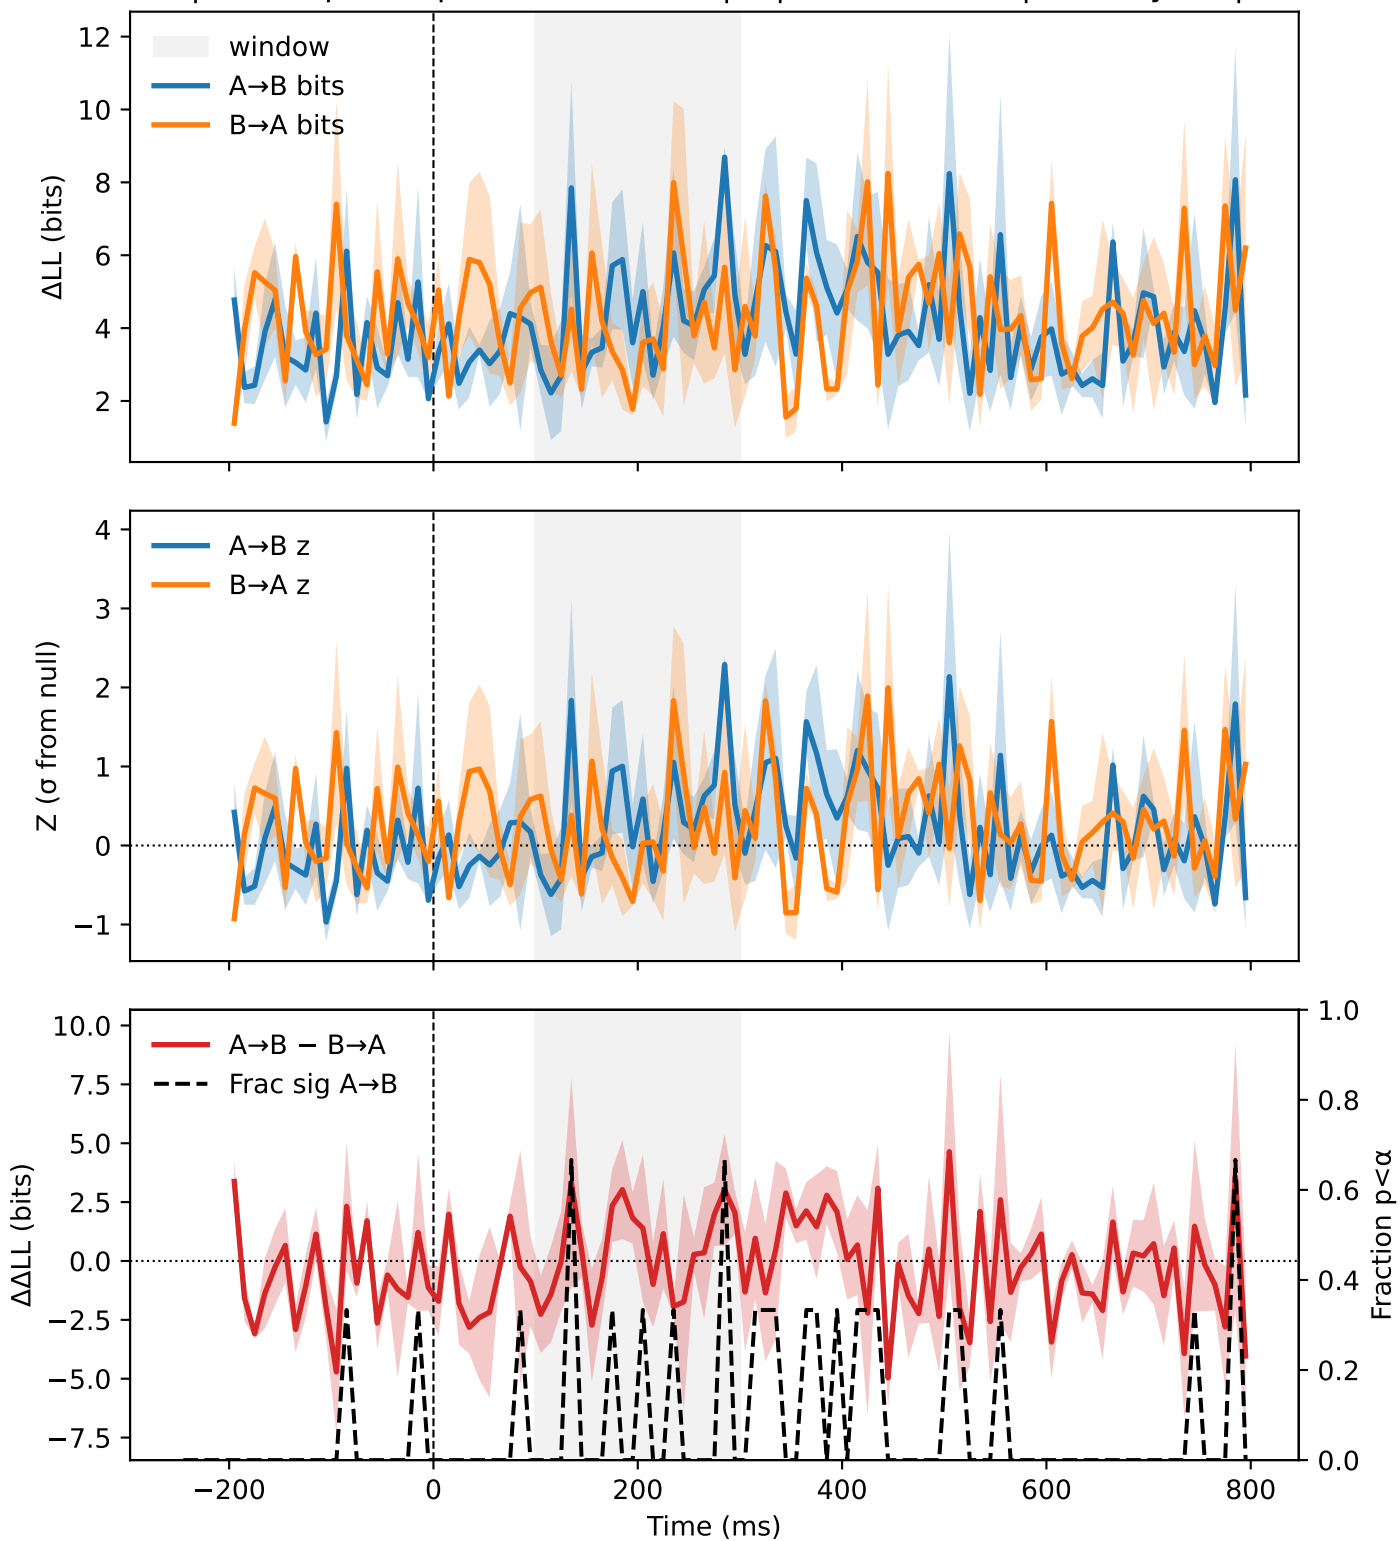 12
10
8
6
4
2
ΔLL (bits)
window
A→B bits
B→A bits
4
3
2
1
0
−1
Z (σ from null)
A→B z
B→A z
10.0
7.5
5.0
2.5
0.0
−2.5
−5.0
−7.5
ΔΔLL (bits)
A→B − B→A
Frac sig A→B
1.0
0.8
0.6
0.4
0.2
0.0
Fraction p<α
−200 0 200 400 600 800
Time (ms)